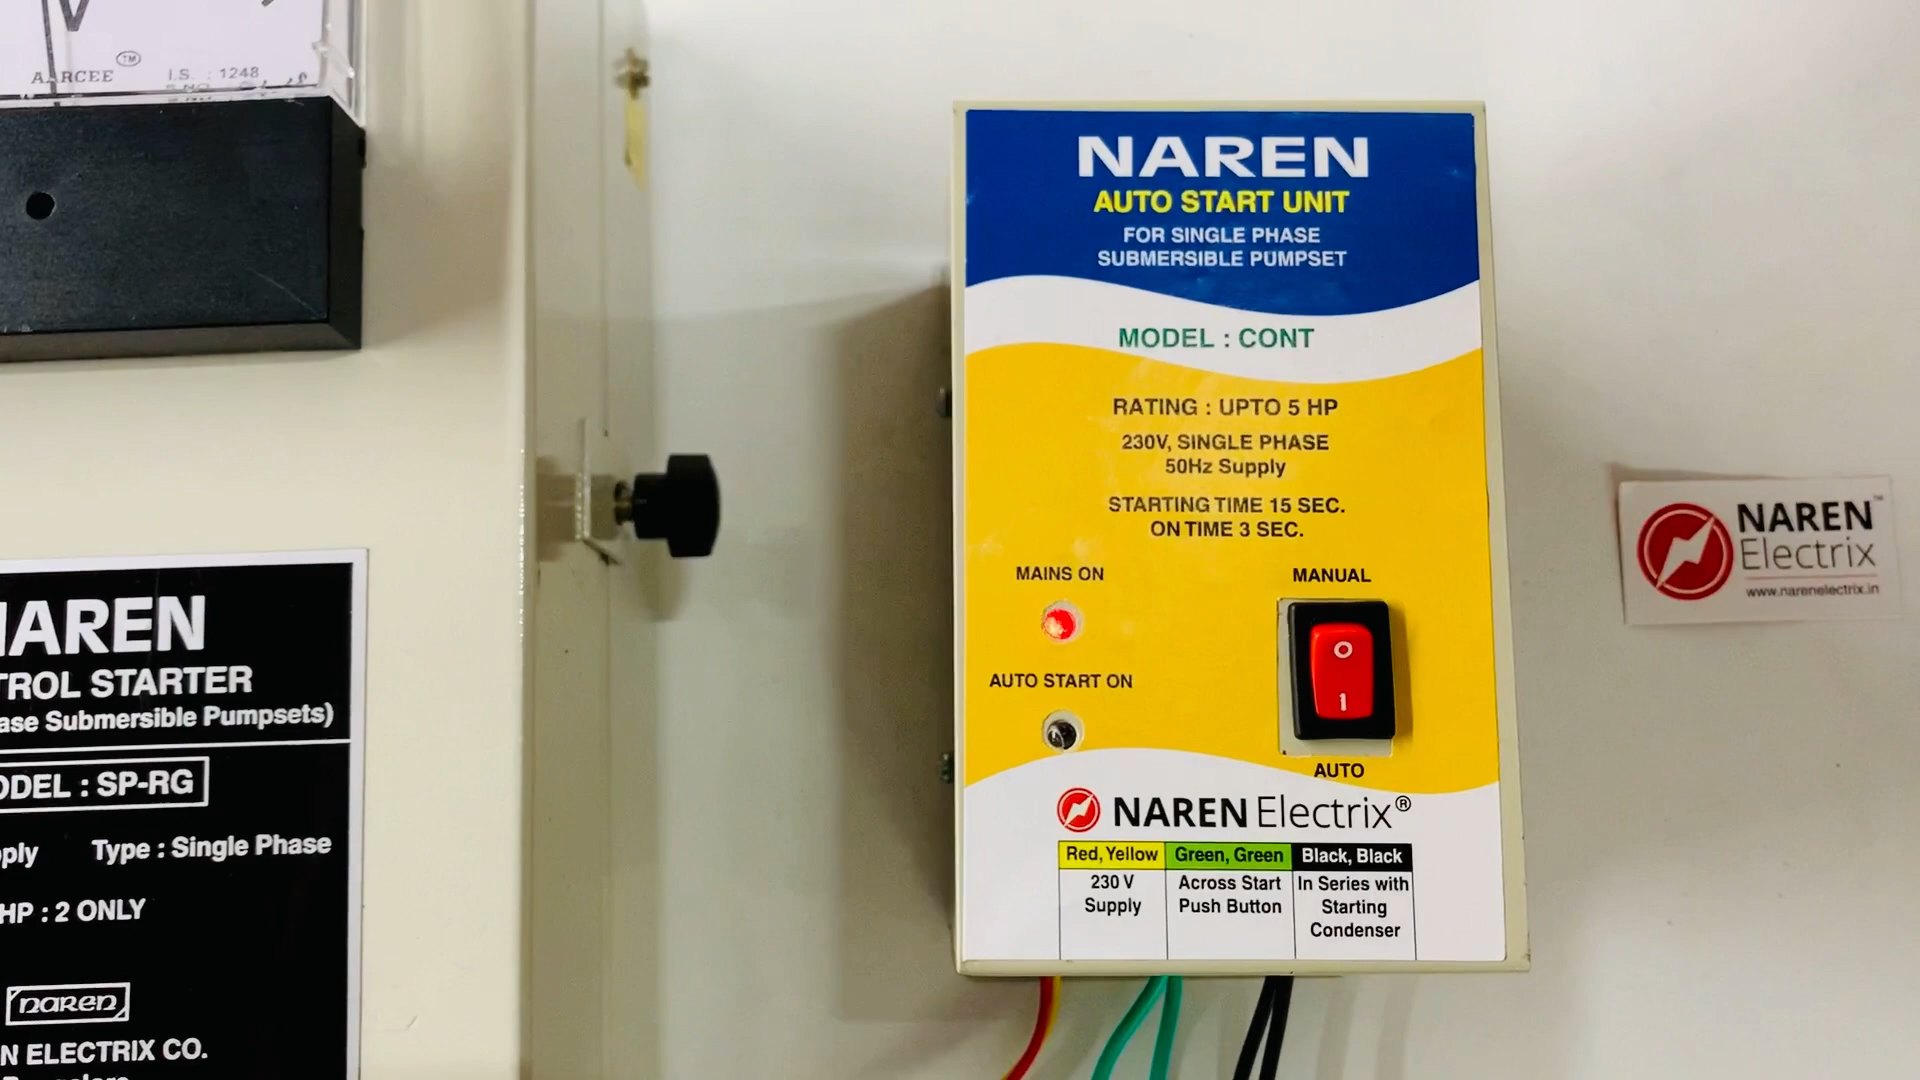 V
AARCEE TM
I.S. : 1248
NAREN
TROL STARTER
ase Submersible Pumpsets)
ODEL : SP-RG
ply Type : Single Phase
HP : 2 ONLY
naren
N ELECTRIX CO.
NAREN
AUTO START UNIT
FOR SINGLE PHASE
SUBMERSIBLE PUMPSET
MODEL : CONT
RATING : UPTO 5 HP
230V, SINGLE PHASE
50Hz Supply
STARTING TIME 15 SEC.
ON TIME 3 SEC.
MAINS ON
MANUAL
O
I
AUTO START ON
AUTO
NAREN Electrix®
Red, Yellow Green, Green Black, Black
230 V Across Start In Series with
Supply Push Button Starting
Condenser
NAREN™
Electrix
www.narenelectrix.in